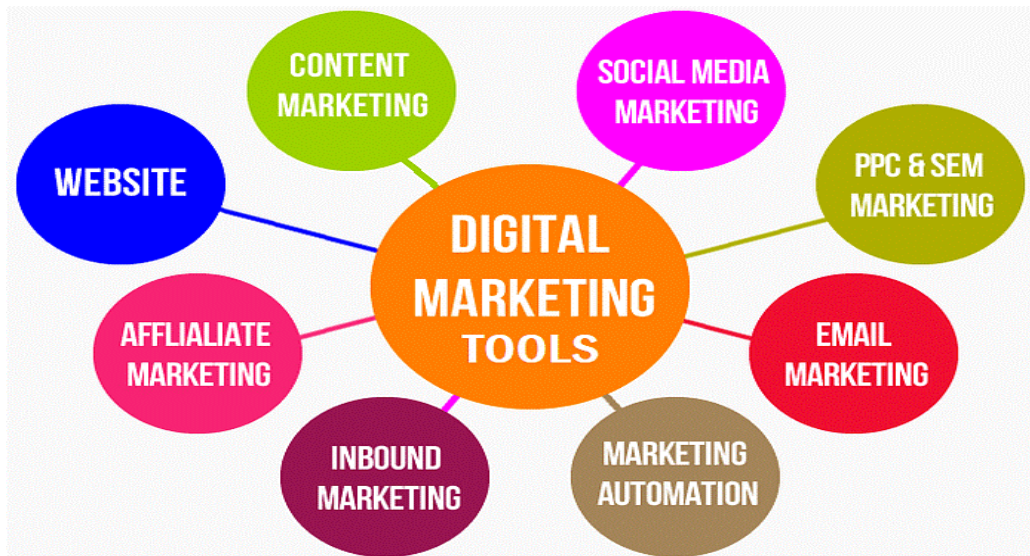 CONTENT
MARKETING
SOCIAL MEDIA
MARKETING
WEBSITE
PPC & SEM
MARKETING
DIGITAL
MARKETING
TOOLS
AFFLIALIATE
MARKETING
EMAIL
MARKETING
INBOUND
MARKETING
MARKETING
AUTOMATION